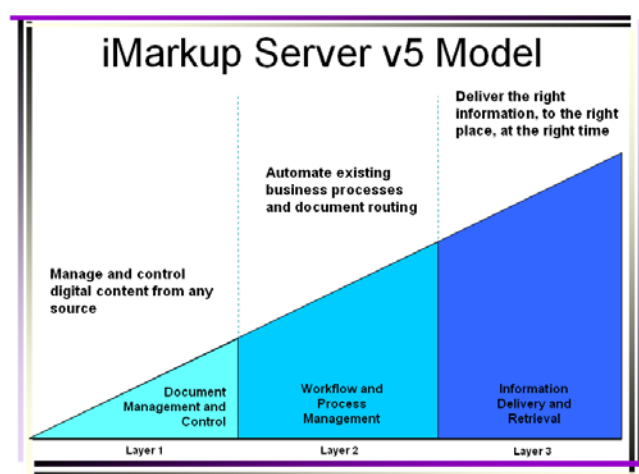 iMarkup Server v5 Model
Deliver the right
information, to the right
place, at the right time
Automate existing
business processes
and document routing
Manage and control
digital content from any
source
Document
Management and
Control
Workflow and
Process
Management
Information
Delivery and
Retrieval
Layer 1
Layer 2
Layer 3